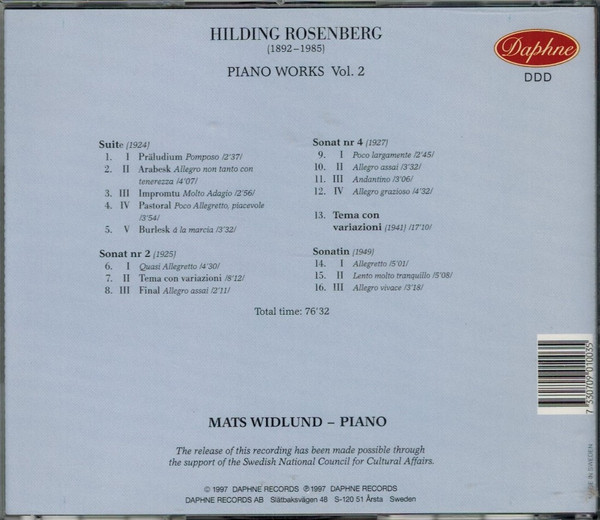 HILDING ROSENBERG
(1892–1985)
PIANO WORKS Vol. 2
Daphne
DDD
Suite (1924)
1. I Präludium Pomposo /2'37/
2. II Arabesk Allegro non tanto con
tenerezza /4'07/
3. III Impromtu Molto Adagio /2'56/
4. IV Pastoral Poco Allegretto, piacevole
/3'54/
5. V Burlesk á la marcia /3'32/
Sonat nr 2 (1925)
6. I Quasi Allegretto /4'30/
7. II Tema con variazioni /8'12/
8. III Final Allegro assai /2'11/
Sonat nr 4 (1927)
9. I Poco largamente /2'45/
10. II Allegro assai /3'32/
11. III Andantino /3'06/
12. IV Allegro grazioso /4'32/
13. Tema con
variazioni (1941) /17'10/
Sonatin (1949)
14. I Allegretto /5'01/
15. II Lento molto tranquillo /5'08/
16. III Allegro vivace /3'18/
Total time: 76'32
MATS WIDLUND – PIANO
The release of this recording has been made possible through
the support of the Swedish National Council for Cultural Affairs.
© 1997 DAPHNE RECORDS ℗ 1997 DAPHNE RECORDS
DAPHNE RECORDS AB Slätbaksvägen 48 S-120 51 Årsta Sweden
7 330709 010035
IN SWEDEN